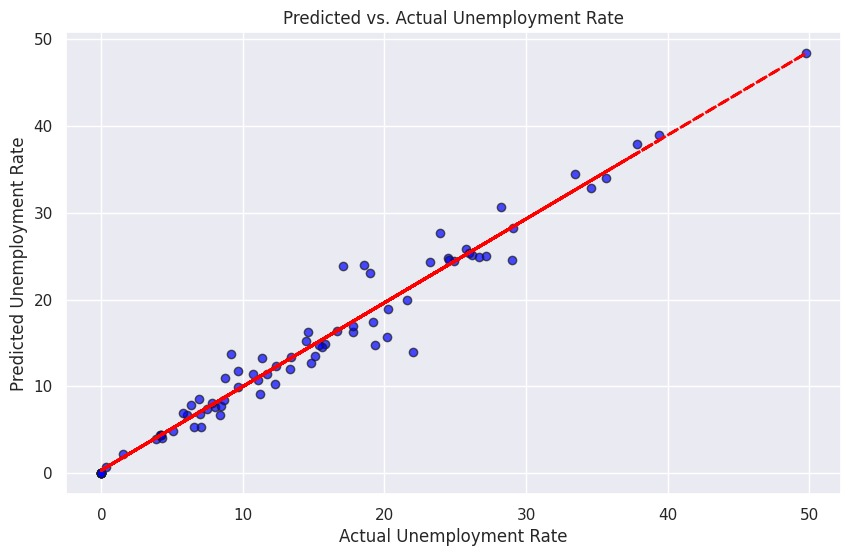 Predicted vs. Actual Unemployment Rate
50
40
30
20
10
0
Predicted Unemployment Rate
0 10 20 30 40 50
Actual Unemployment Rate